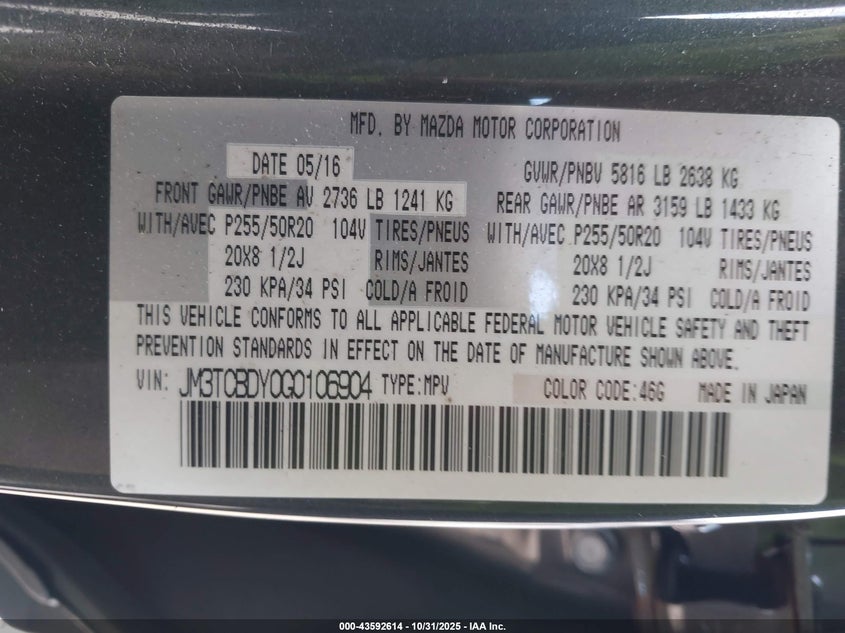 MFD. BY MAZDA MOTOR CORPORATION
DATE 05/16 GVWR/PNBV 5816 LB 2638 KG
FRONT GAWR/PNBE AV 2736 LB 1241 KG REAR GAWR/PNBE AR 3159 LB 1433 KG
WITH/AVEC P255/50R20 104V TIRES/PNEUS WITH/AVEC P255/50R20 104V TIRES/PNEUS
20X8 1/2J RIMS/JANTES 20X8 1/2J RIMS/JANTES
230 KPA/34 PSI COLD/A FROID 230 KPA/34 PSI COLD/A FROID
THIS VEHICLE CONFORMS TO ALL APPLICABLE FEDERAL MOTOR VEHICLE SAFETY AND THEFT
PREVENTION STANDARDS IN EFFECT ON THE DATE OF MANUFACTURE SHOWN ABOVE.
VIN: JM3TCBDY0G0106904 TYPE:MPV COLOR CODE:46G MADE IN JAPAN
000-43592614 - 10/31/2025 - IAA Inc.